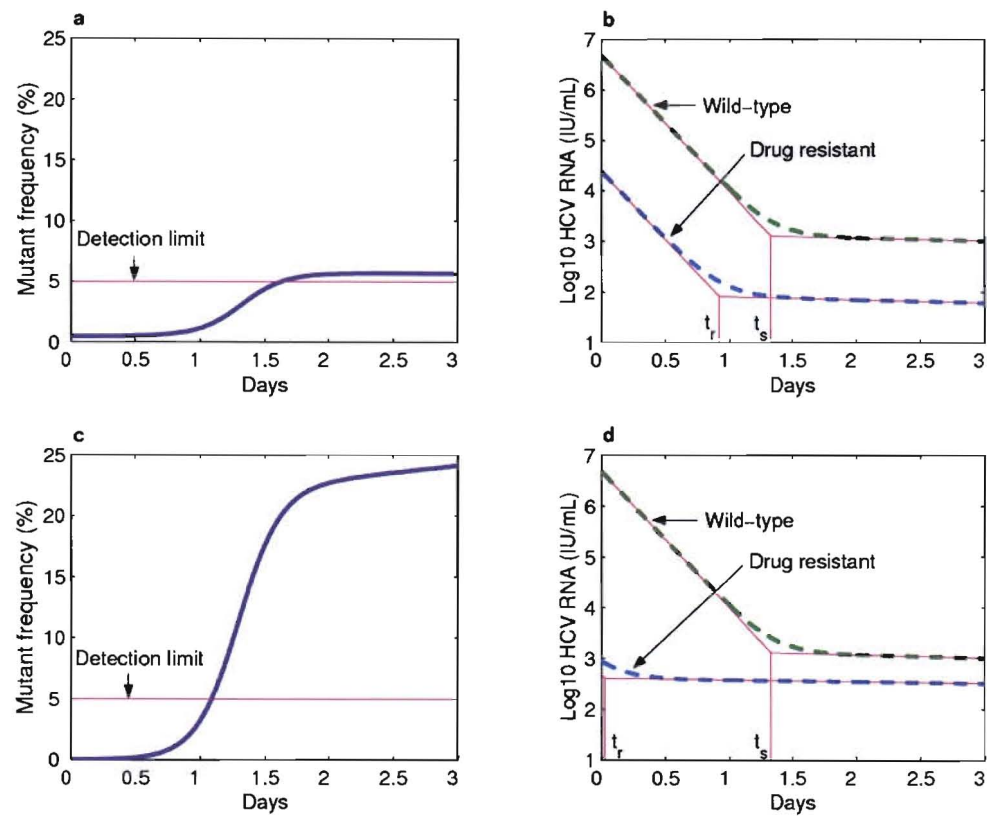 a
Mutant frequency (%)
25
20
15
10
5
0
Detection limit
0 0.5 1 1.5 2 2.5 3
Days
b
Log10 HCV RNA (IU/mL)
7
6
5
4
3
2
1
Wild-type
Drug resistant
t_r t_s
0 0.5 1 1.5 2 2.5 3
Days
c
Mutant frequency (%)
25
20
15
10
5
0
Detection limit
0 0.5 1 1.5 2 2.5 3
Days
d
Log10 HCV RNA (IU/mL)
7
6
5
4
3
2
1
Wild-type
Drug resistant
t_r t_s
0 0.5 1 1.5 2 2.5 3
Days